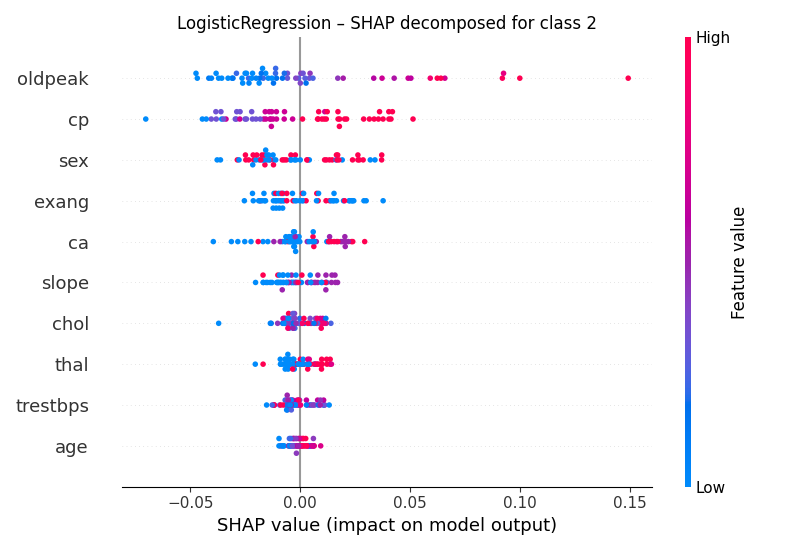 LogisticRegression – SHAP decomposed for class 2
High
oldpeak
cp
sex
exang
ca
slope
chol
thal
trestbps
age
Feature value
Low
−0.05 0.00 0.05 0.10 0.15
SHAP value (impact on model output)